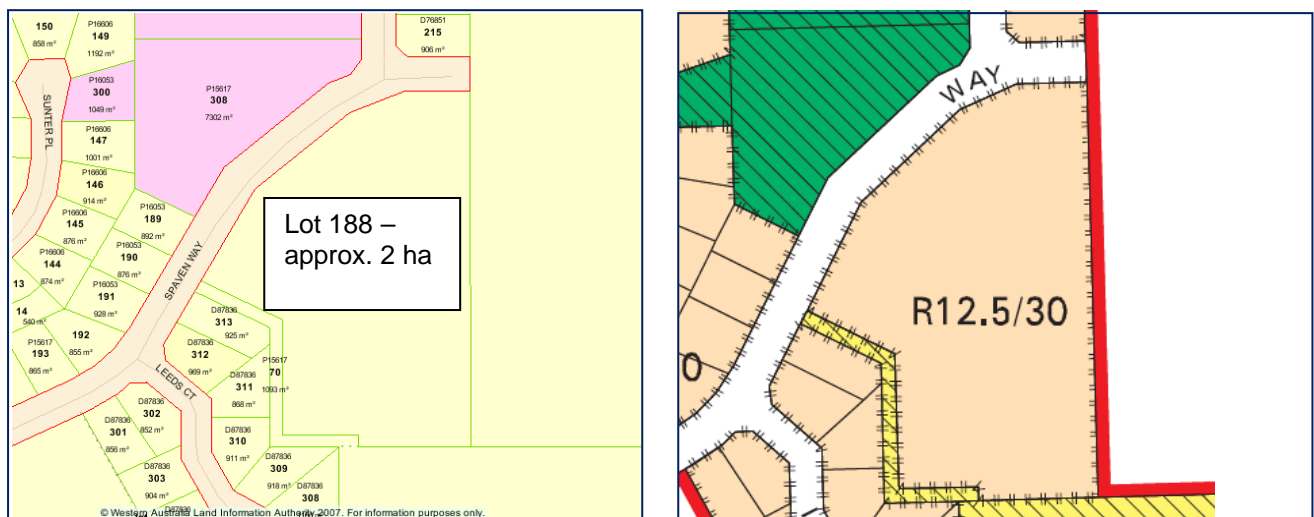 150
858 m²
P16606
149
1192 m²
D76851
215
906 m²
P16053
300
1049 m²
P15617
308
7302 m²
SUNTER PL
P16606
147
1001 m²
P16606
146
914 m²
P16606
145
876 m²
P16053
189
892 m²
P16606
144
874 m²
P16053
190
876 m²
13
P16053
191
928 m²
14
540 m²
192
855 m²
P15617
193
865 m²
SPAVEN WAY
Lot 188 –
approx. 2 ha
D87836
313
925 m²
D87836
312
969 m²
P15617
70
1093 m²
D87836
311
868 m²
LEEDS CT
D87836
302
852 m²
D87836
301
856 m²
D87836
310
911 m²
D87836
309
918 m²
D87836
303
904 m²
D87836
308
D87836
© Western Australia Land Information Authority 2007. For information purposes only.
WAY
R12.5/30
0